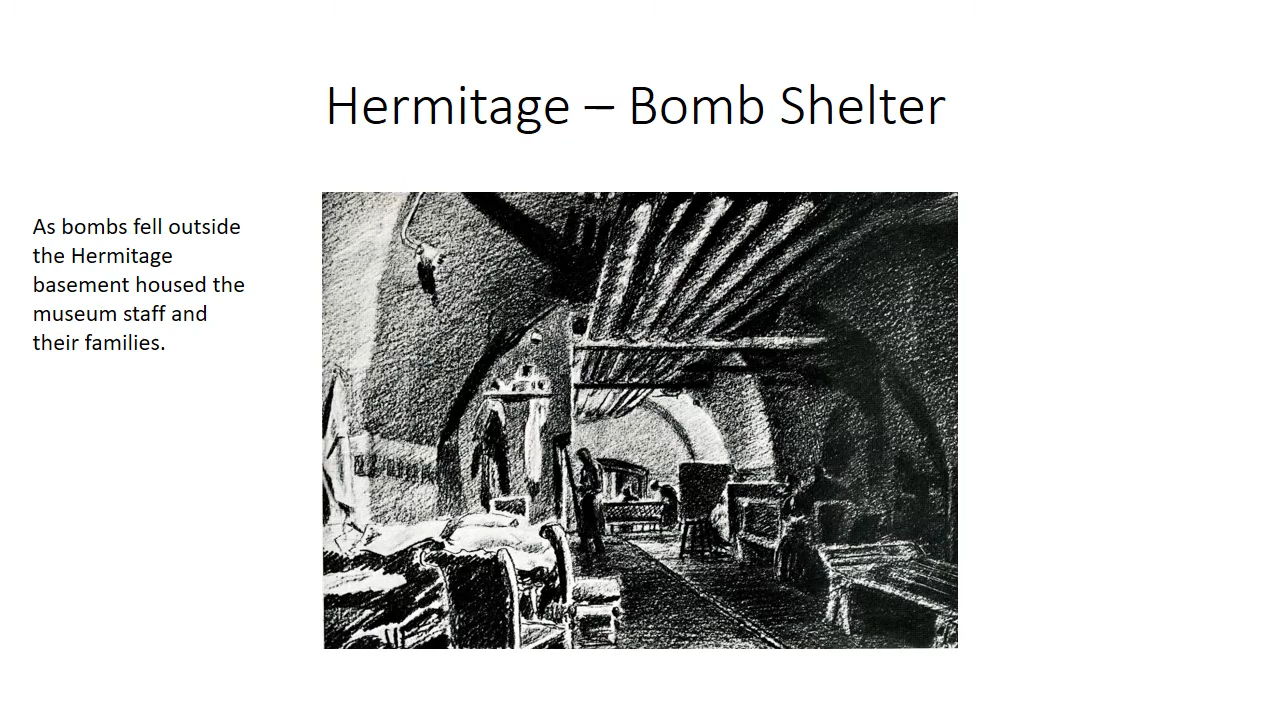 Hermitage – Bomb Shelter
As bombs fell outside
the Hermitage
basement housed the
museum staff and
their families.